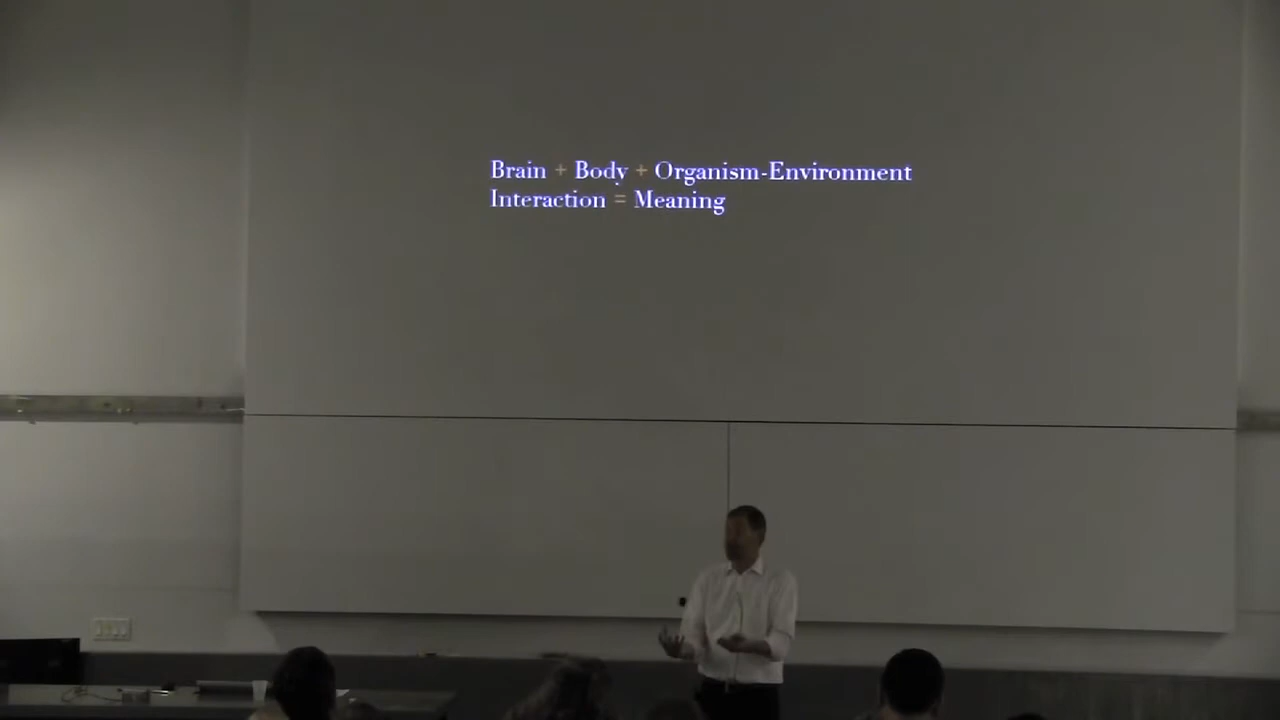 Brain + Body + Organism-Environment
Interaction = Meaning